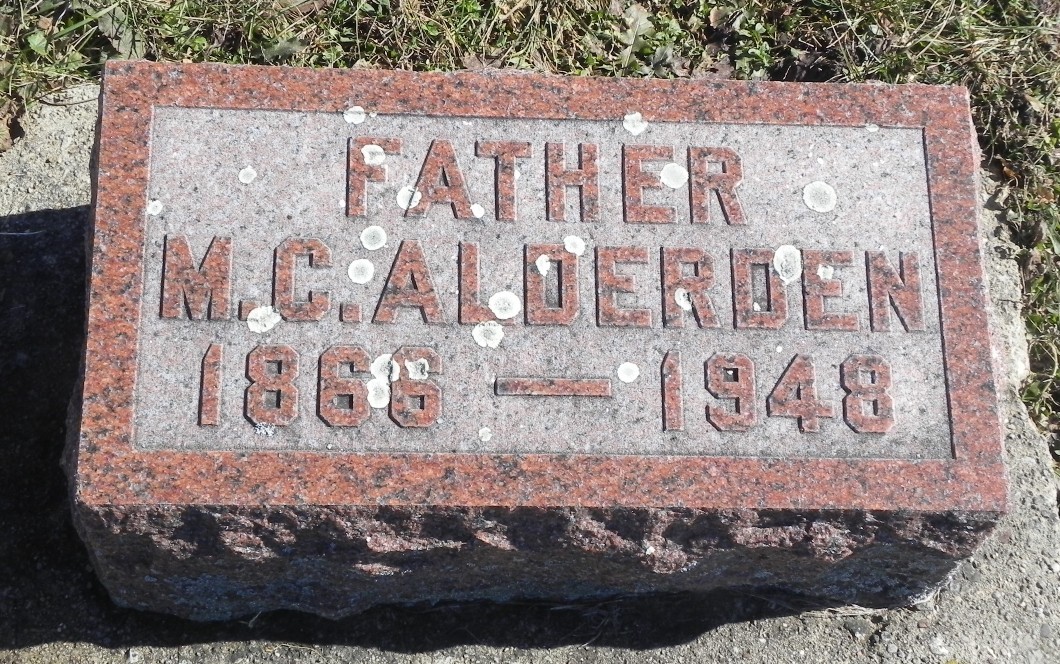 FATHER
M.C.ALDERDEN
1866 — 1948